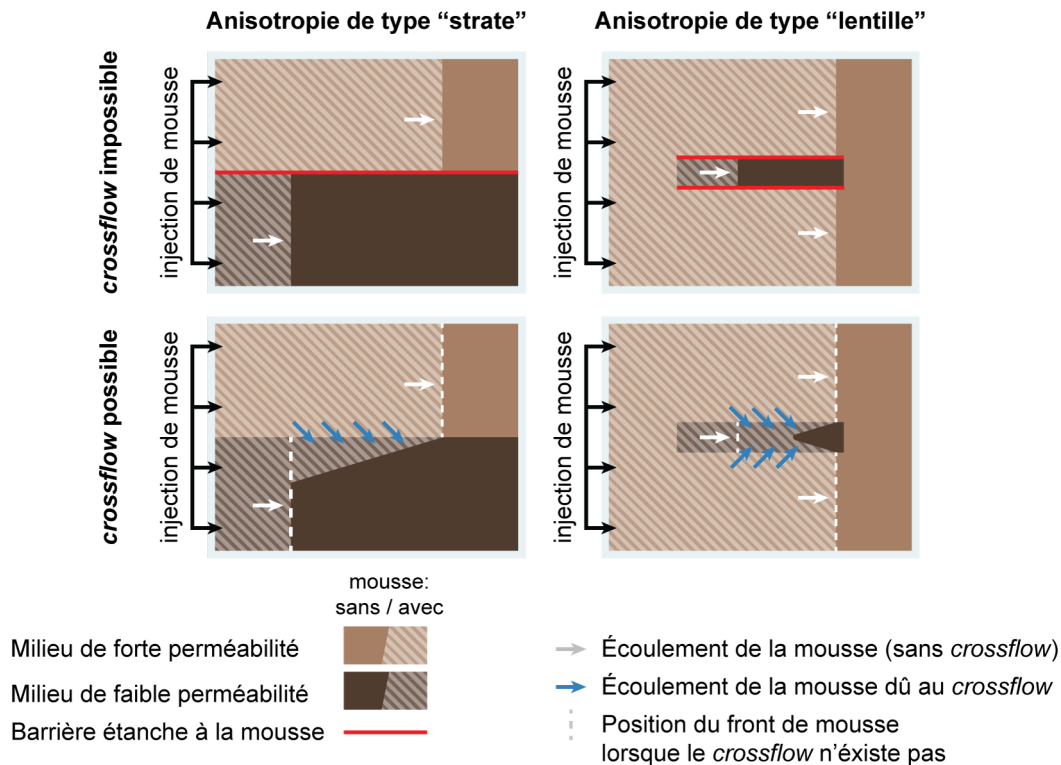 Anisotropie de type “strate”
Anisotropie de type “lentille”
crossflow impossible
injection de mousse
injection de mousse
crossflow possible
injection de mousse
injection de mousse
mousse:
sans / avec
Milieu de forte perméabilité
Milieu de faible perméabilité
Barrière étanche à la mousse
Écoulement de la mousse (sans crossflow)
Écoulement de la mousse dû au crossflow
Position du front de mousse
lorsque le crossflow n’éxiste pas